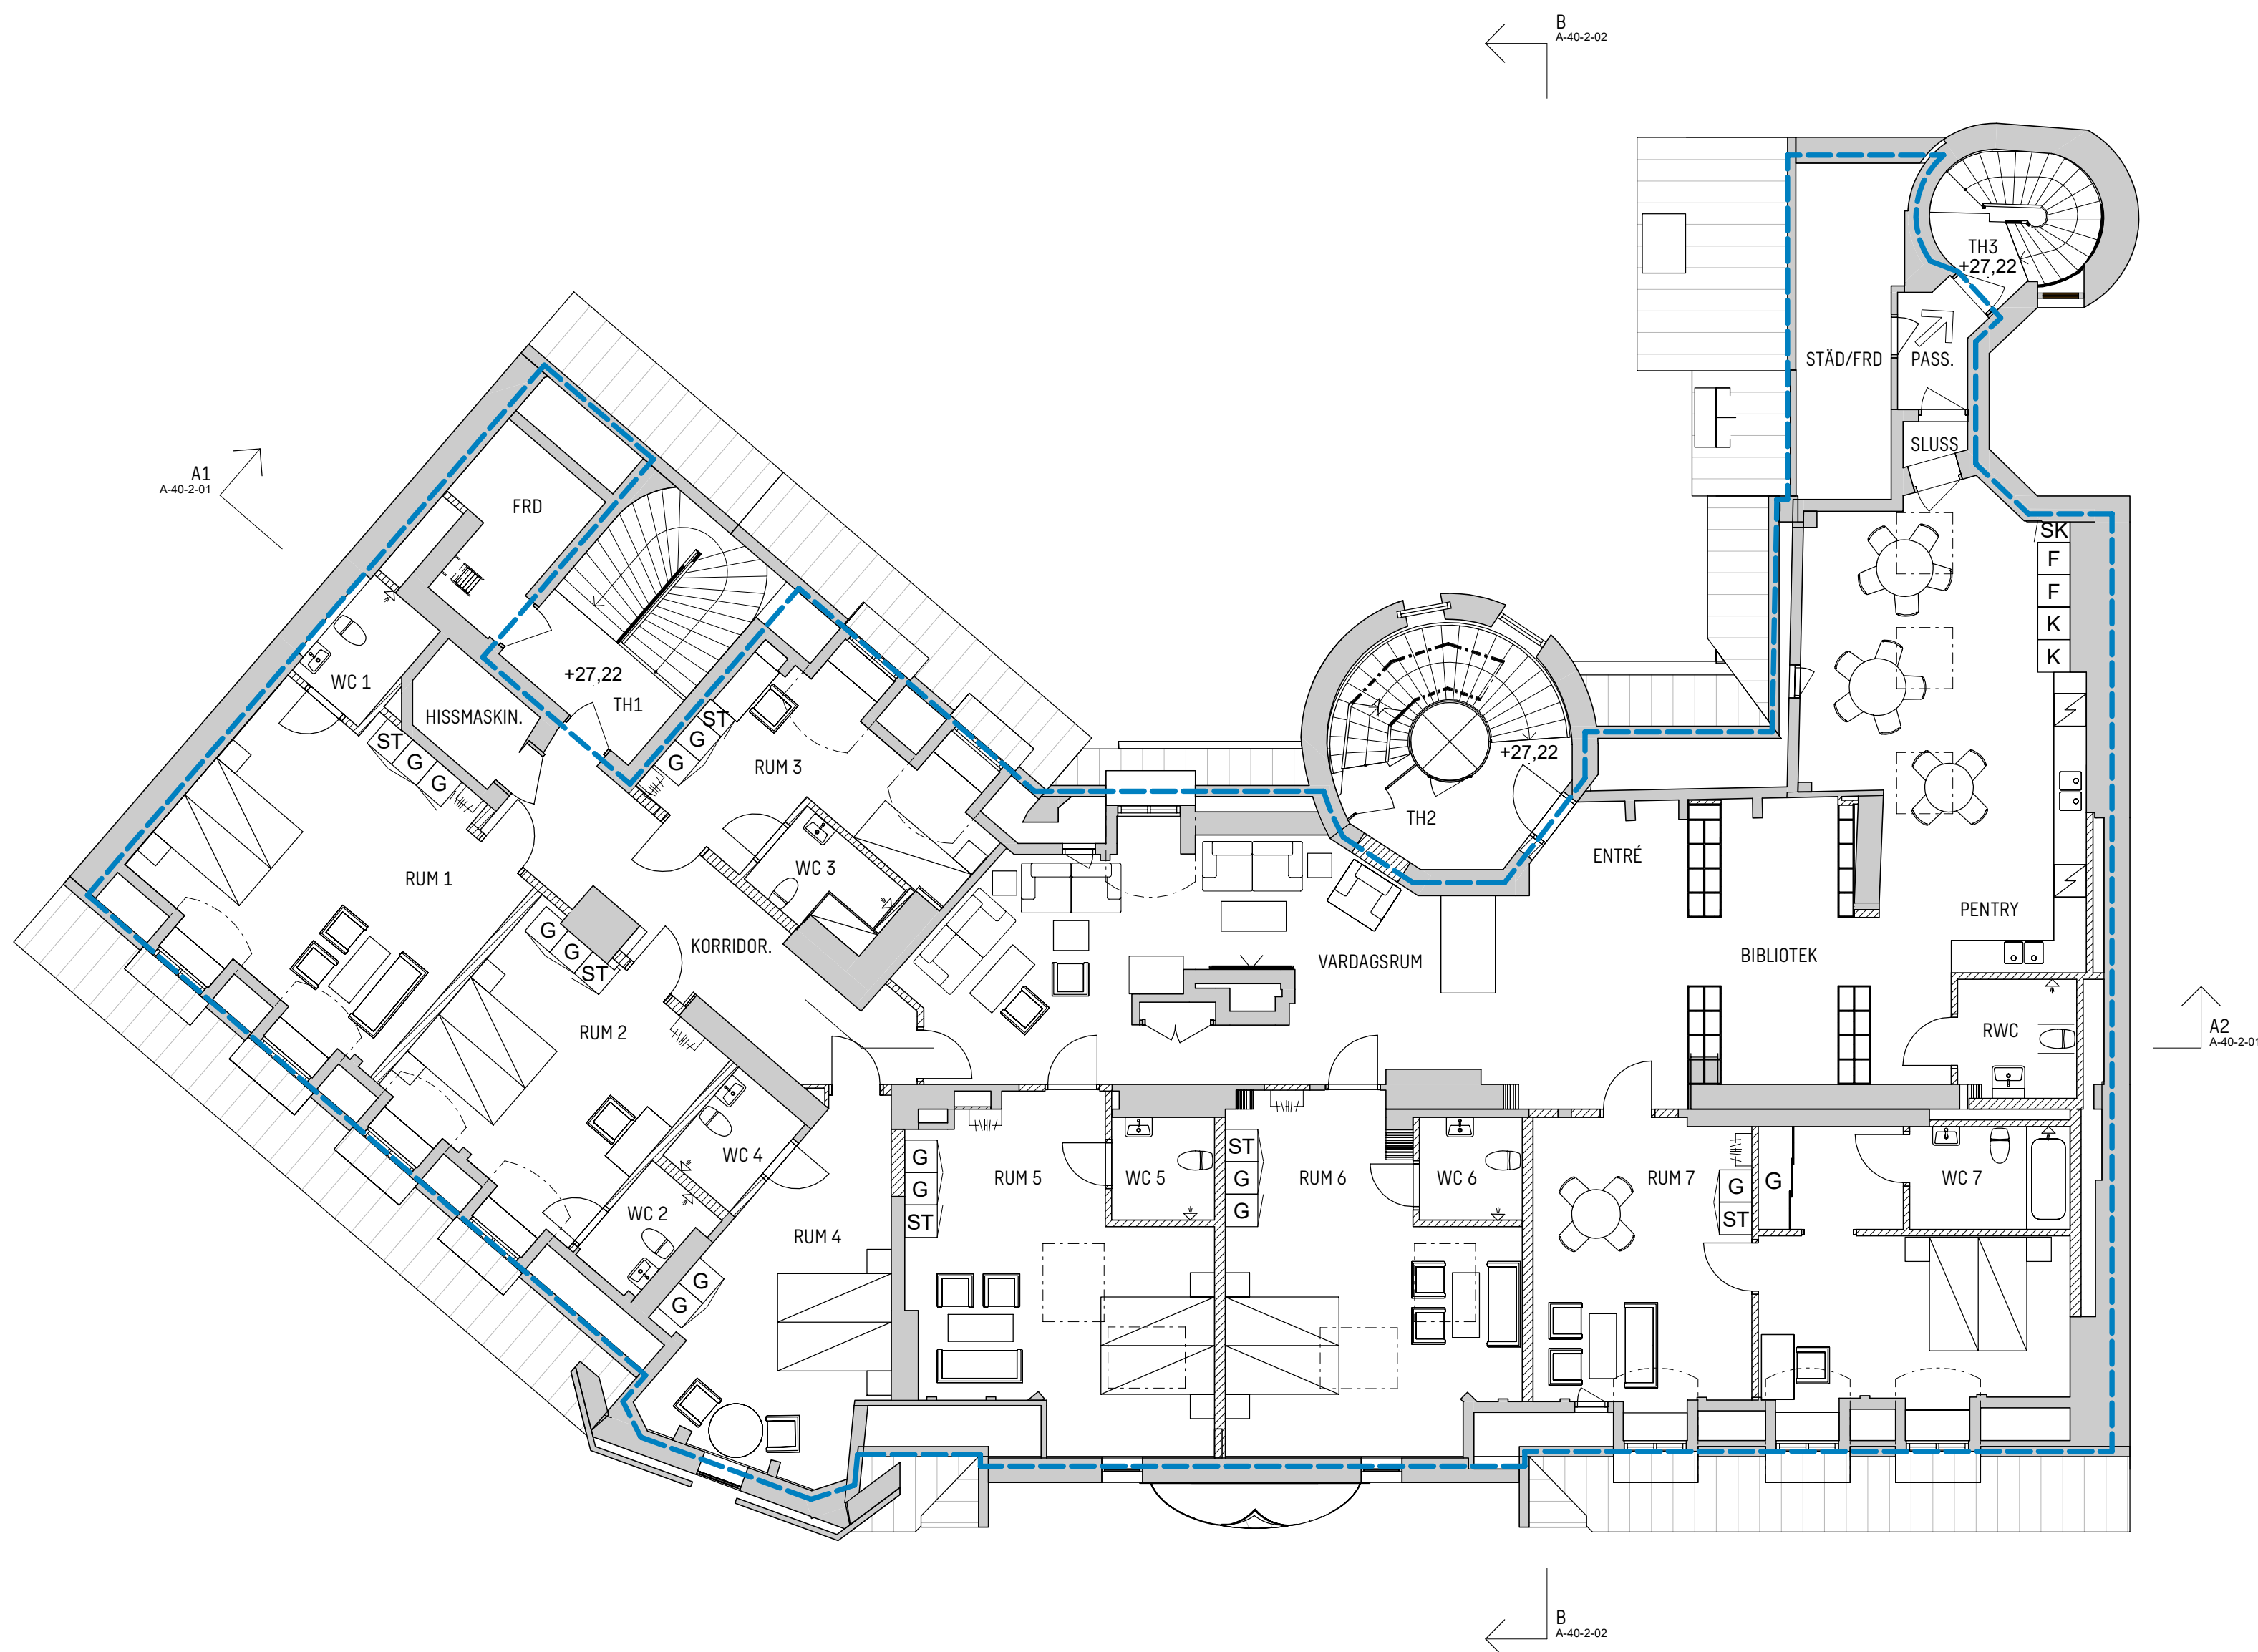 B
A-40-2-02
TH3
+27,22
STÄD/FRD
PASS.
SLUSS
A1
A-40-2-01
FRD
SK
F
F
K
K
WC 1
+27,22
TH1
HISSMASKIN.
ST
G
G
ST
G
G
RUM 3
+27,22
TH2
ENTRÉ
RUM 1
WC 3
PENTRY
G
G
ST
KORRIDOR.
VARDAGSRUM
BIBLIOTEK
RUM 2
RWC
A2
A-40-2-01
WC 4
G
G
ST
RUM 5
WC 5
ST
G
G
RUM 6
WC 6
RUM 7
G
ST
G
WC 7
WC 2
RUM 4
G
G
B
A-40-2-02